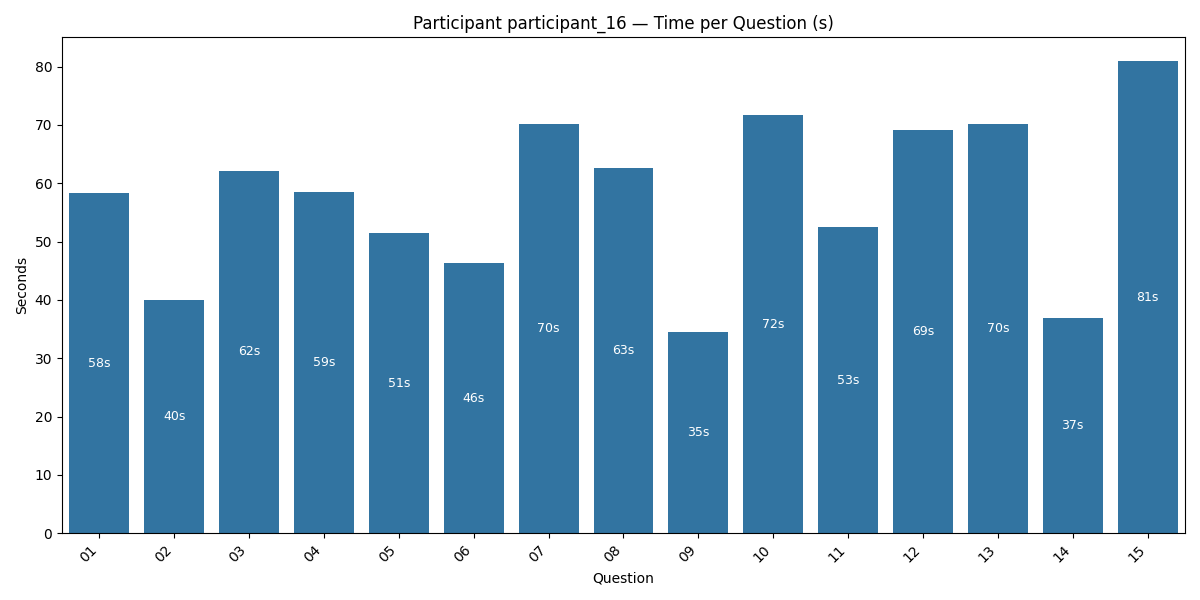 Participant participant_16 — Time per Question (s)
Seconds
80
70
60
50
40
30
20
10
0
58s
40s
62s
59s
51s
46s
70s
63s
35s
72s
53s
69s
70s
37s
81s
01 02 03 04 05 06 07 08 09 10 11 12 13 14 15
Question